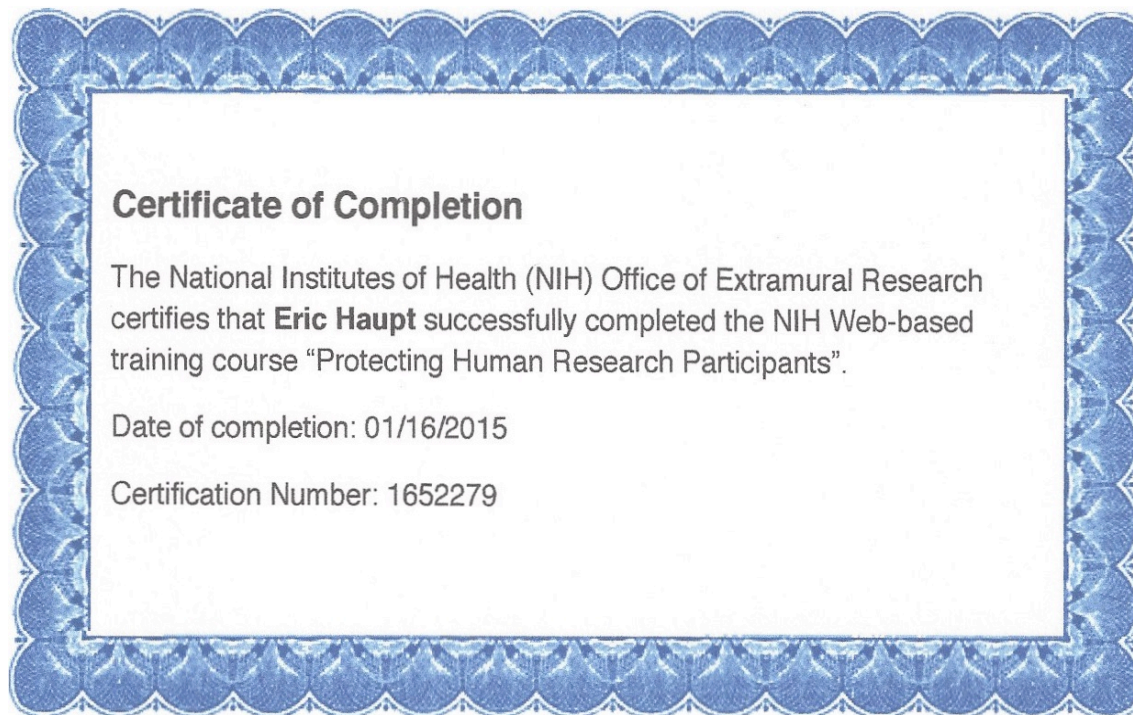 Certificate of Completion
The National Institutes of Health (NIH) Office of Extramural Research
certifies that Eric Haupt successfully completed the NIH Web-based
training course “Protecting Human Research Participants”.
Date of completion: 01/16/2015
Certification Number: 1652279